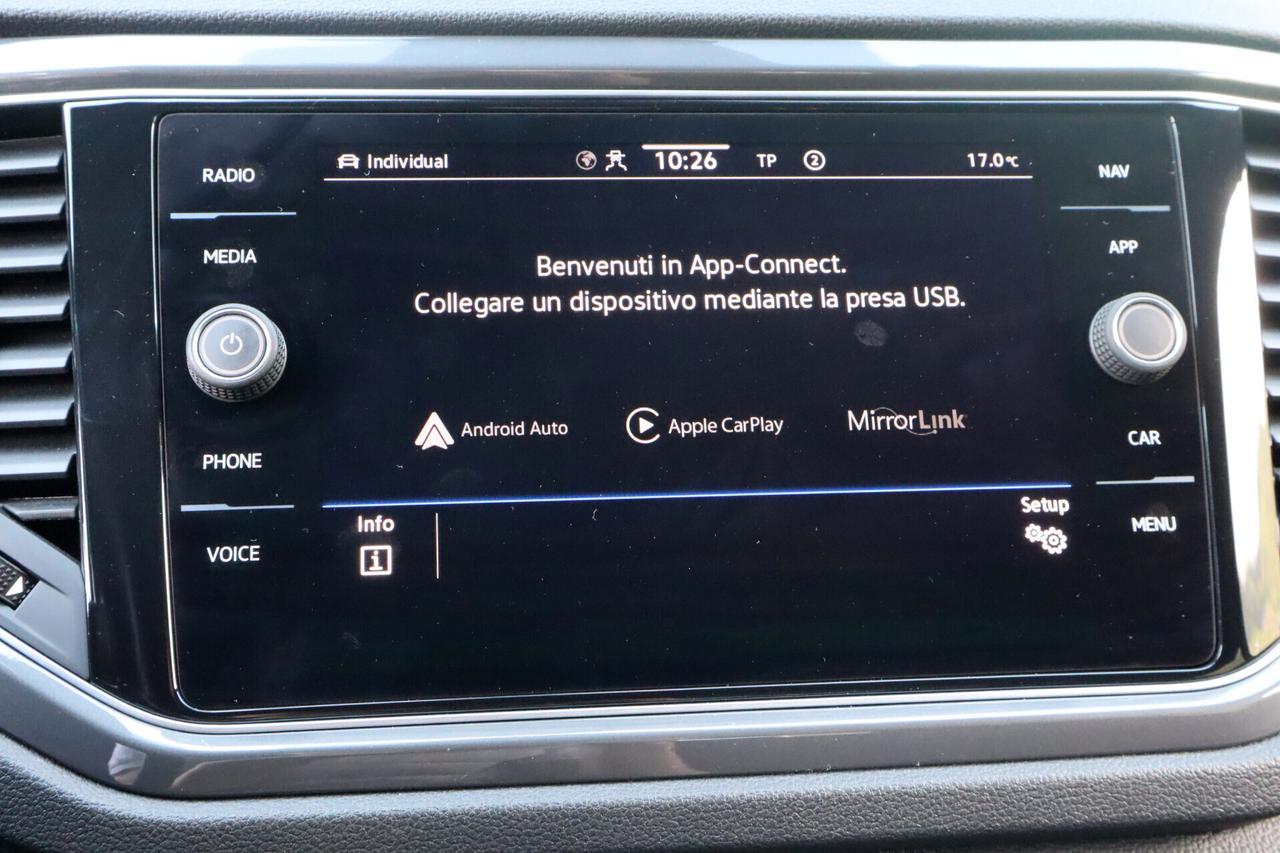 RADIO
MEDIA
PHONE
VOICE
Individual 10:26 TP 2 17.0°C
Benvenuti in App-Connect.
Collegare un dispositivo mediante la presa USB.
Android Auto Apple CarPlay MirrorLink
Info Setup
i
NAV
APP
CAR
MENU